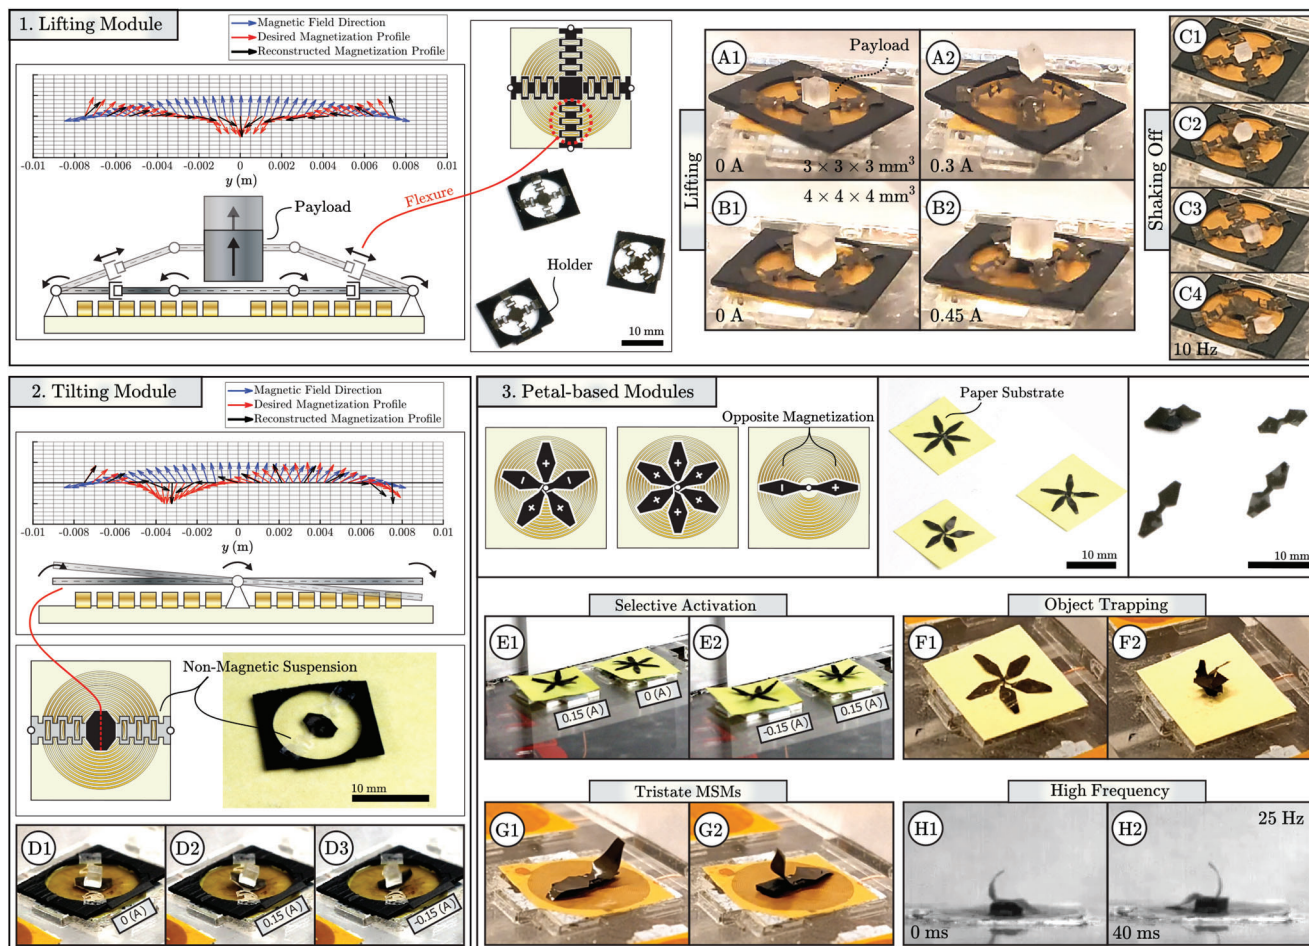 1. Lifting Module
Magnetic Field Direction
Desired Magnetization Profile
Reconstructed Magnetization Profile
-0.01 -0.008 -0.006 -0.004 -0.002 0 0.002 0.004 0.006 0.008 0.01
y (m)
Payload
Flexure
Holder
10 mm
Lifting
A1
Payload
0 A
3 × 3 × 3 mm³
A2
0.3 A
B1
4 × 4 × 4 mm³
0 A
B2
0.45 A
Shaking Off
C1
C2
C3
C4
10 Hz
2. Tilting Module
Magnetic Field Direction
Desired Magnetization Profile
Reconstructed Magnetization Profile
-0.01 -0.008 -0.006 -0.004 0.002 0 0.002 0.004 0.006 0.008 0.01
y (m)
Non-Magnetic Suspension
10 mm
D1
0 (A)
D2
0.15 (A)
D3
-0.15 (A)
3. Petal-based Modules
Opposite Magnetization
+
− −
+ +
+
+ +
+ +
+
− +
Paper Substrate
10 mm
10 mm
Selective Activation
E1
0.15 (A)
0 (A)
E2
-0.15 (A)
0.15 (A)
Object Trapping
F1
F2
Tristate MSMs
G1
G2
High Frequency
H1
0 ms
H2
25 Hz
40 ms